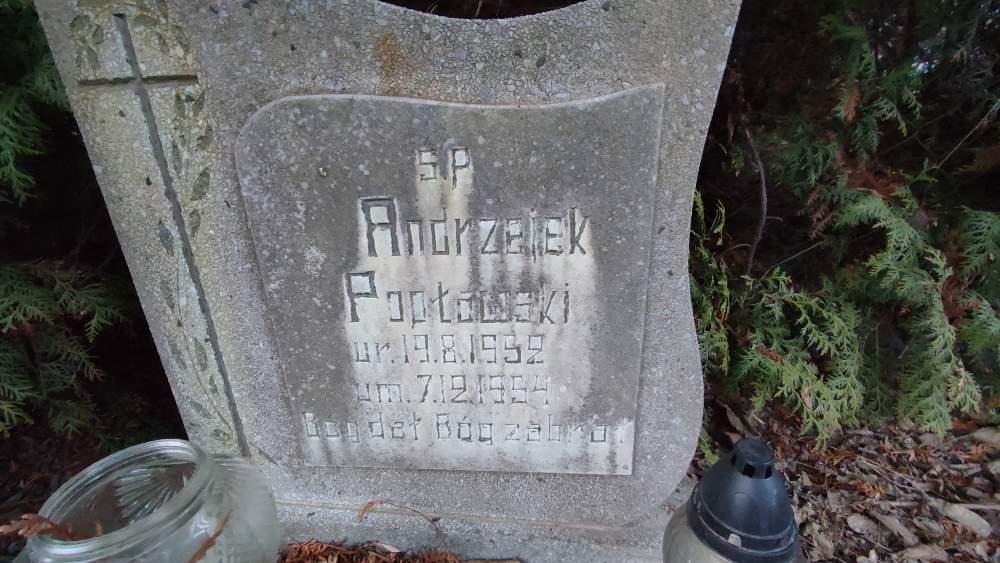 Ś P
Andrzejek
Popławski
ur. 19.8.1952
um. 7.12.1954
Bóg dał Bóg zabrał